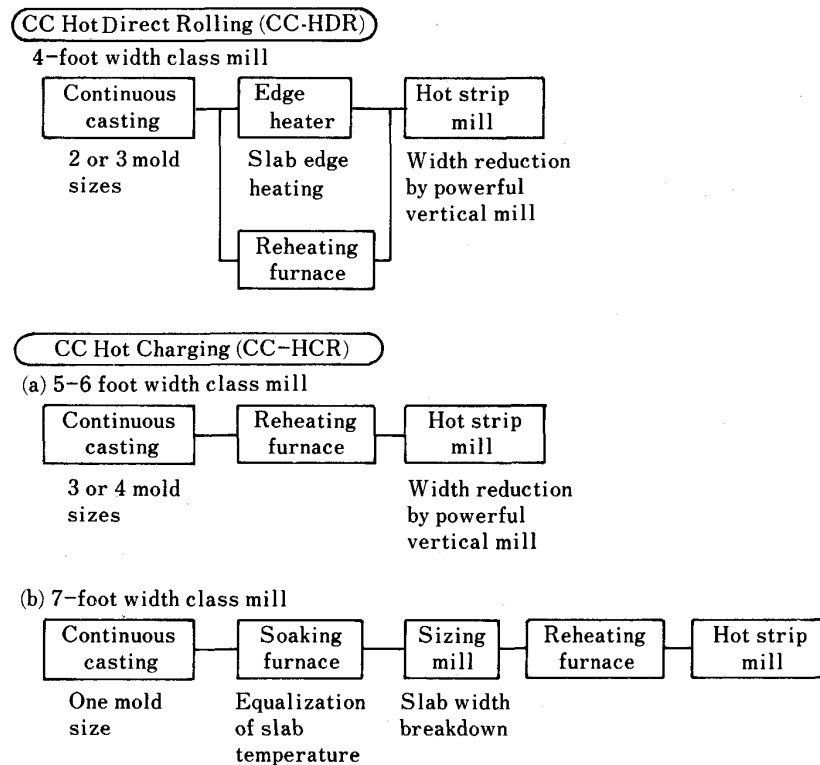 CC Hot Direct Rolling (CC-HDR)
4-foot width class mill
Continuous
casting
Edge
heater
Hot strip
mill
2 or 3 mold
sizes
Slab edge
heating
Width reduction
by powerful
vertical mill
Reheating
furnace
CC Hot Charging (CC-HCR)
(a) 5-6 foot width class mill
Continuous
casting
Reheating
furnace
Hot strip
mill
3 or 4 mold
sizes
Width reduction
by powerful
vertical mill
(b) 7-foot width class mill
Continuous
casting
Soaking
furnace
Sizing
mill
Reheating
furnace
Hot strip
mill
One mold
size
Equalization
of slab
temperature
Slab width
breakdown